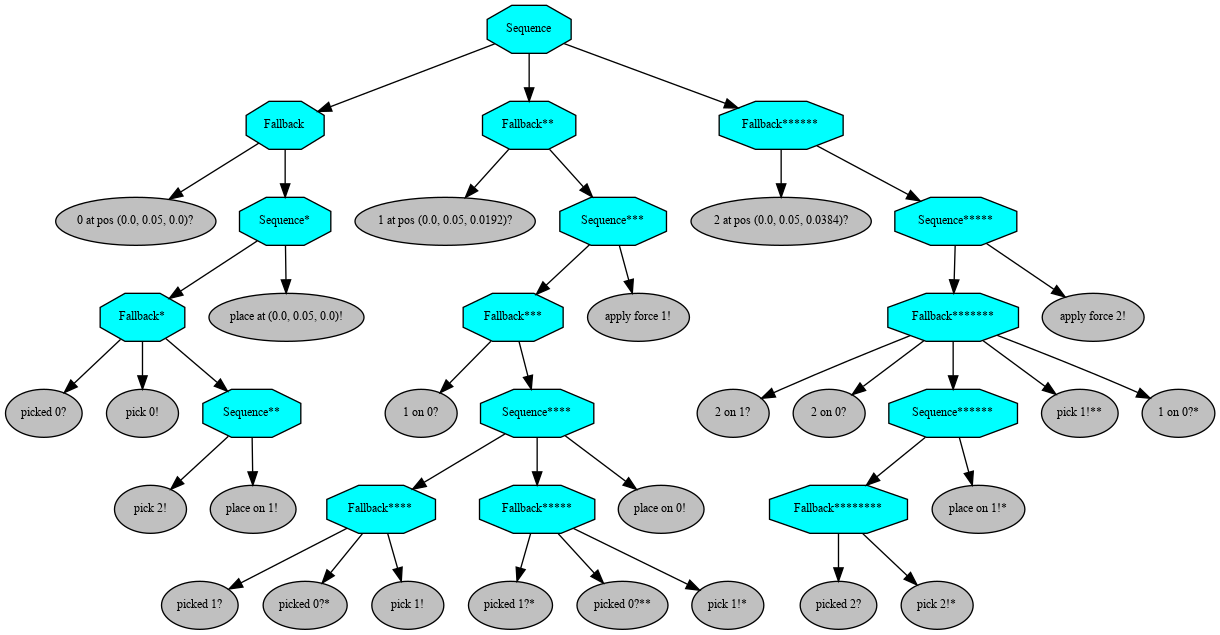 Sequence
Fallback
Fallback**
Fallback******
0 at pos (0.0, 0.05, 0.0)?
Sequence*
1 at pos (0.0, 0.05, 0.0192)?
Sequence***
2 at pos (0.0, 0.05, 0.0384)?
Sequence*****
Fallback*
place at (0.0, 0.05, 0.0)!
Fallback***
apply force 1!
Fallback*******
apply force 2!
picked 0?
pick 0!
Sequence**
1 on 0?
Sequence****
2 on 1?
2 on 0?
Sequence******
pick 1!**
1 on 0?*
pick 2!
place on 1!
Fallback****
Fallback*****
place on 0!
Fallback********
place on 1!*
picked 1?
picked 0?*
pick 1!
picked 1?*
picked 0?**
pick 1!*
picked 2?
pick 2!*